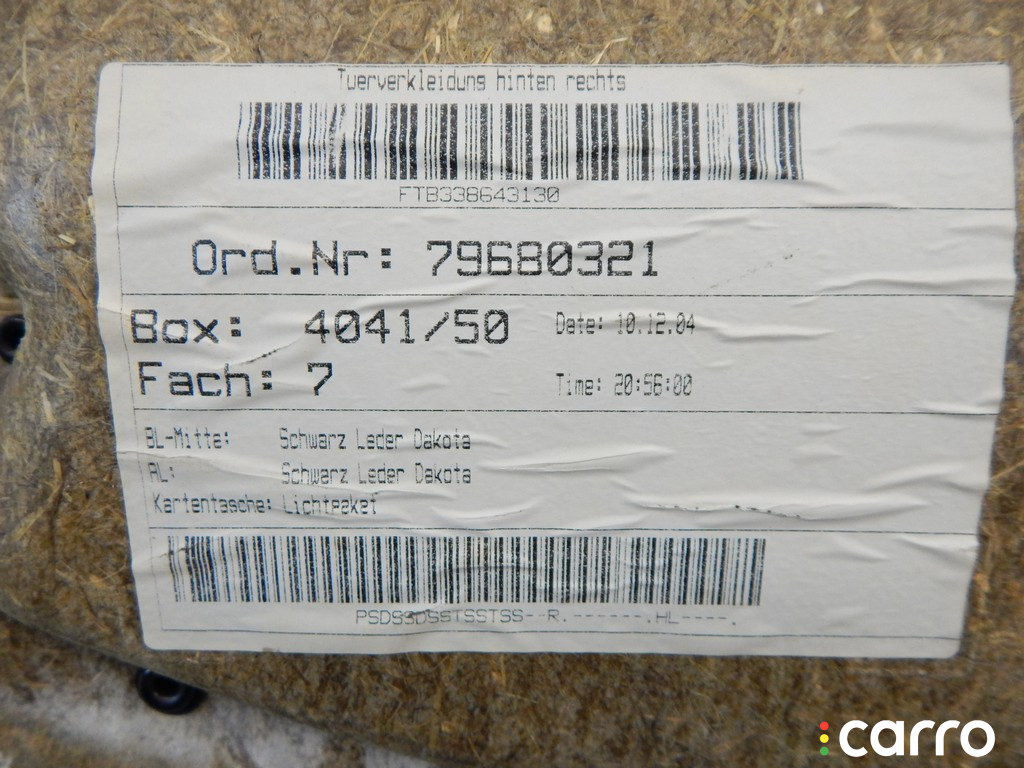 Tuerverkleidung hinten rechts
FTB338643130
Ord.Nr: 79680321
Box: 4041/50 Date: 10.12.04
Fach: 7 Time: 20:56:00
BL-Mitte: Schwarz Leder Dakota
AL: Schwarz Leder Dakota
Kartentasche: Lichtpaket
PSDS3DSSTSSTSS--R.------.HL----.
carro